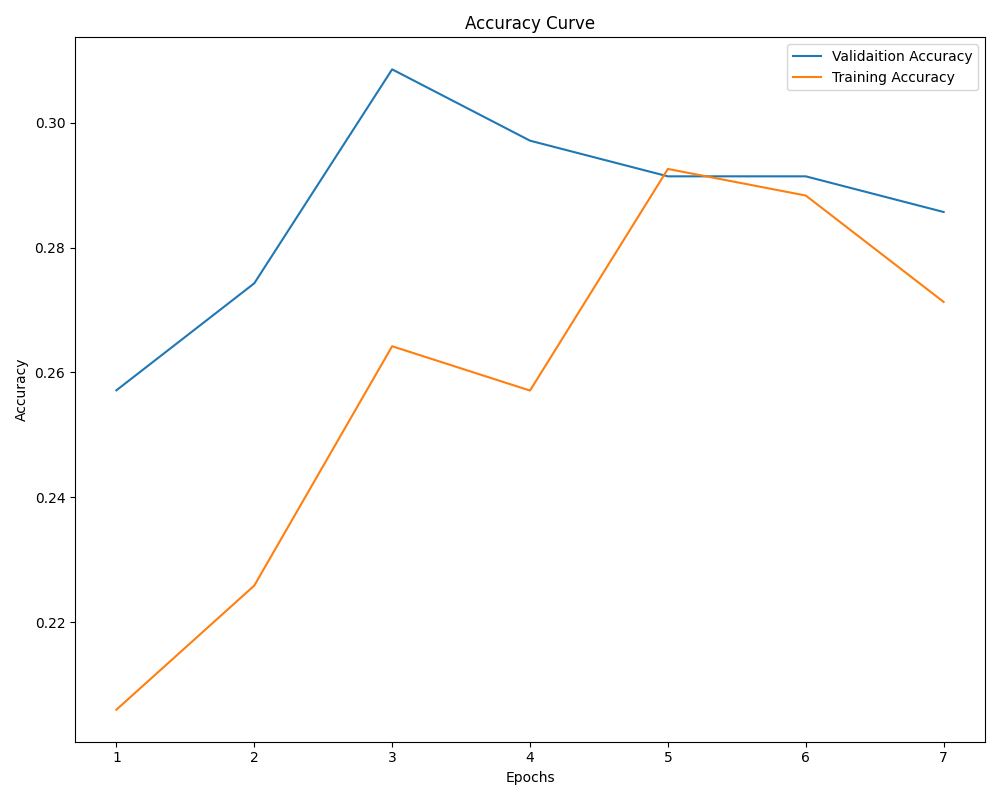 Accuracy Curve
Validaition Accuracy
Training Accuracy
0.30
0.28
0.26
0.24
0.22
Accuracy
1 2 3 4 5 6 7
Epochs